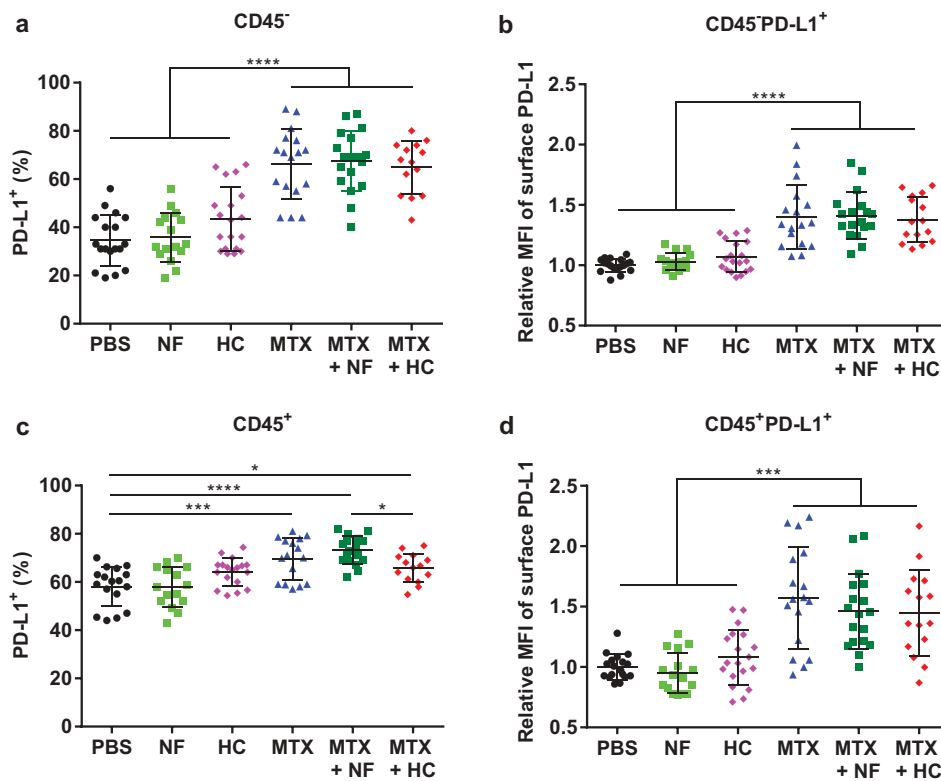 a
CD45⁻
PD-L1⁺ (%)
100
80
60
40
20
0
****
PBS NF HC MTX MTX + NF MTX + HC
b
CD45⁻PD-L1⁺
Relative MFI of surface PD-L1
2.5
2.0
1.5
1.0
0.5
****
PBS NF HC MTX MTX + NF MTX + HC
c
CD45⁺
PD-L1⁺ (%)
100
80
60
40
20
0
*
****
***
*
PBS NF HC MTX MTX + NF MTX + HC
d
CD45⁺PD-L1⁺
Relative MFI of surface PD-L1
2.5
2.0
1.5
1.0
0.5
***
PBS NF HC MTX MTX + NF MTX + HC